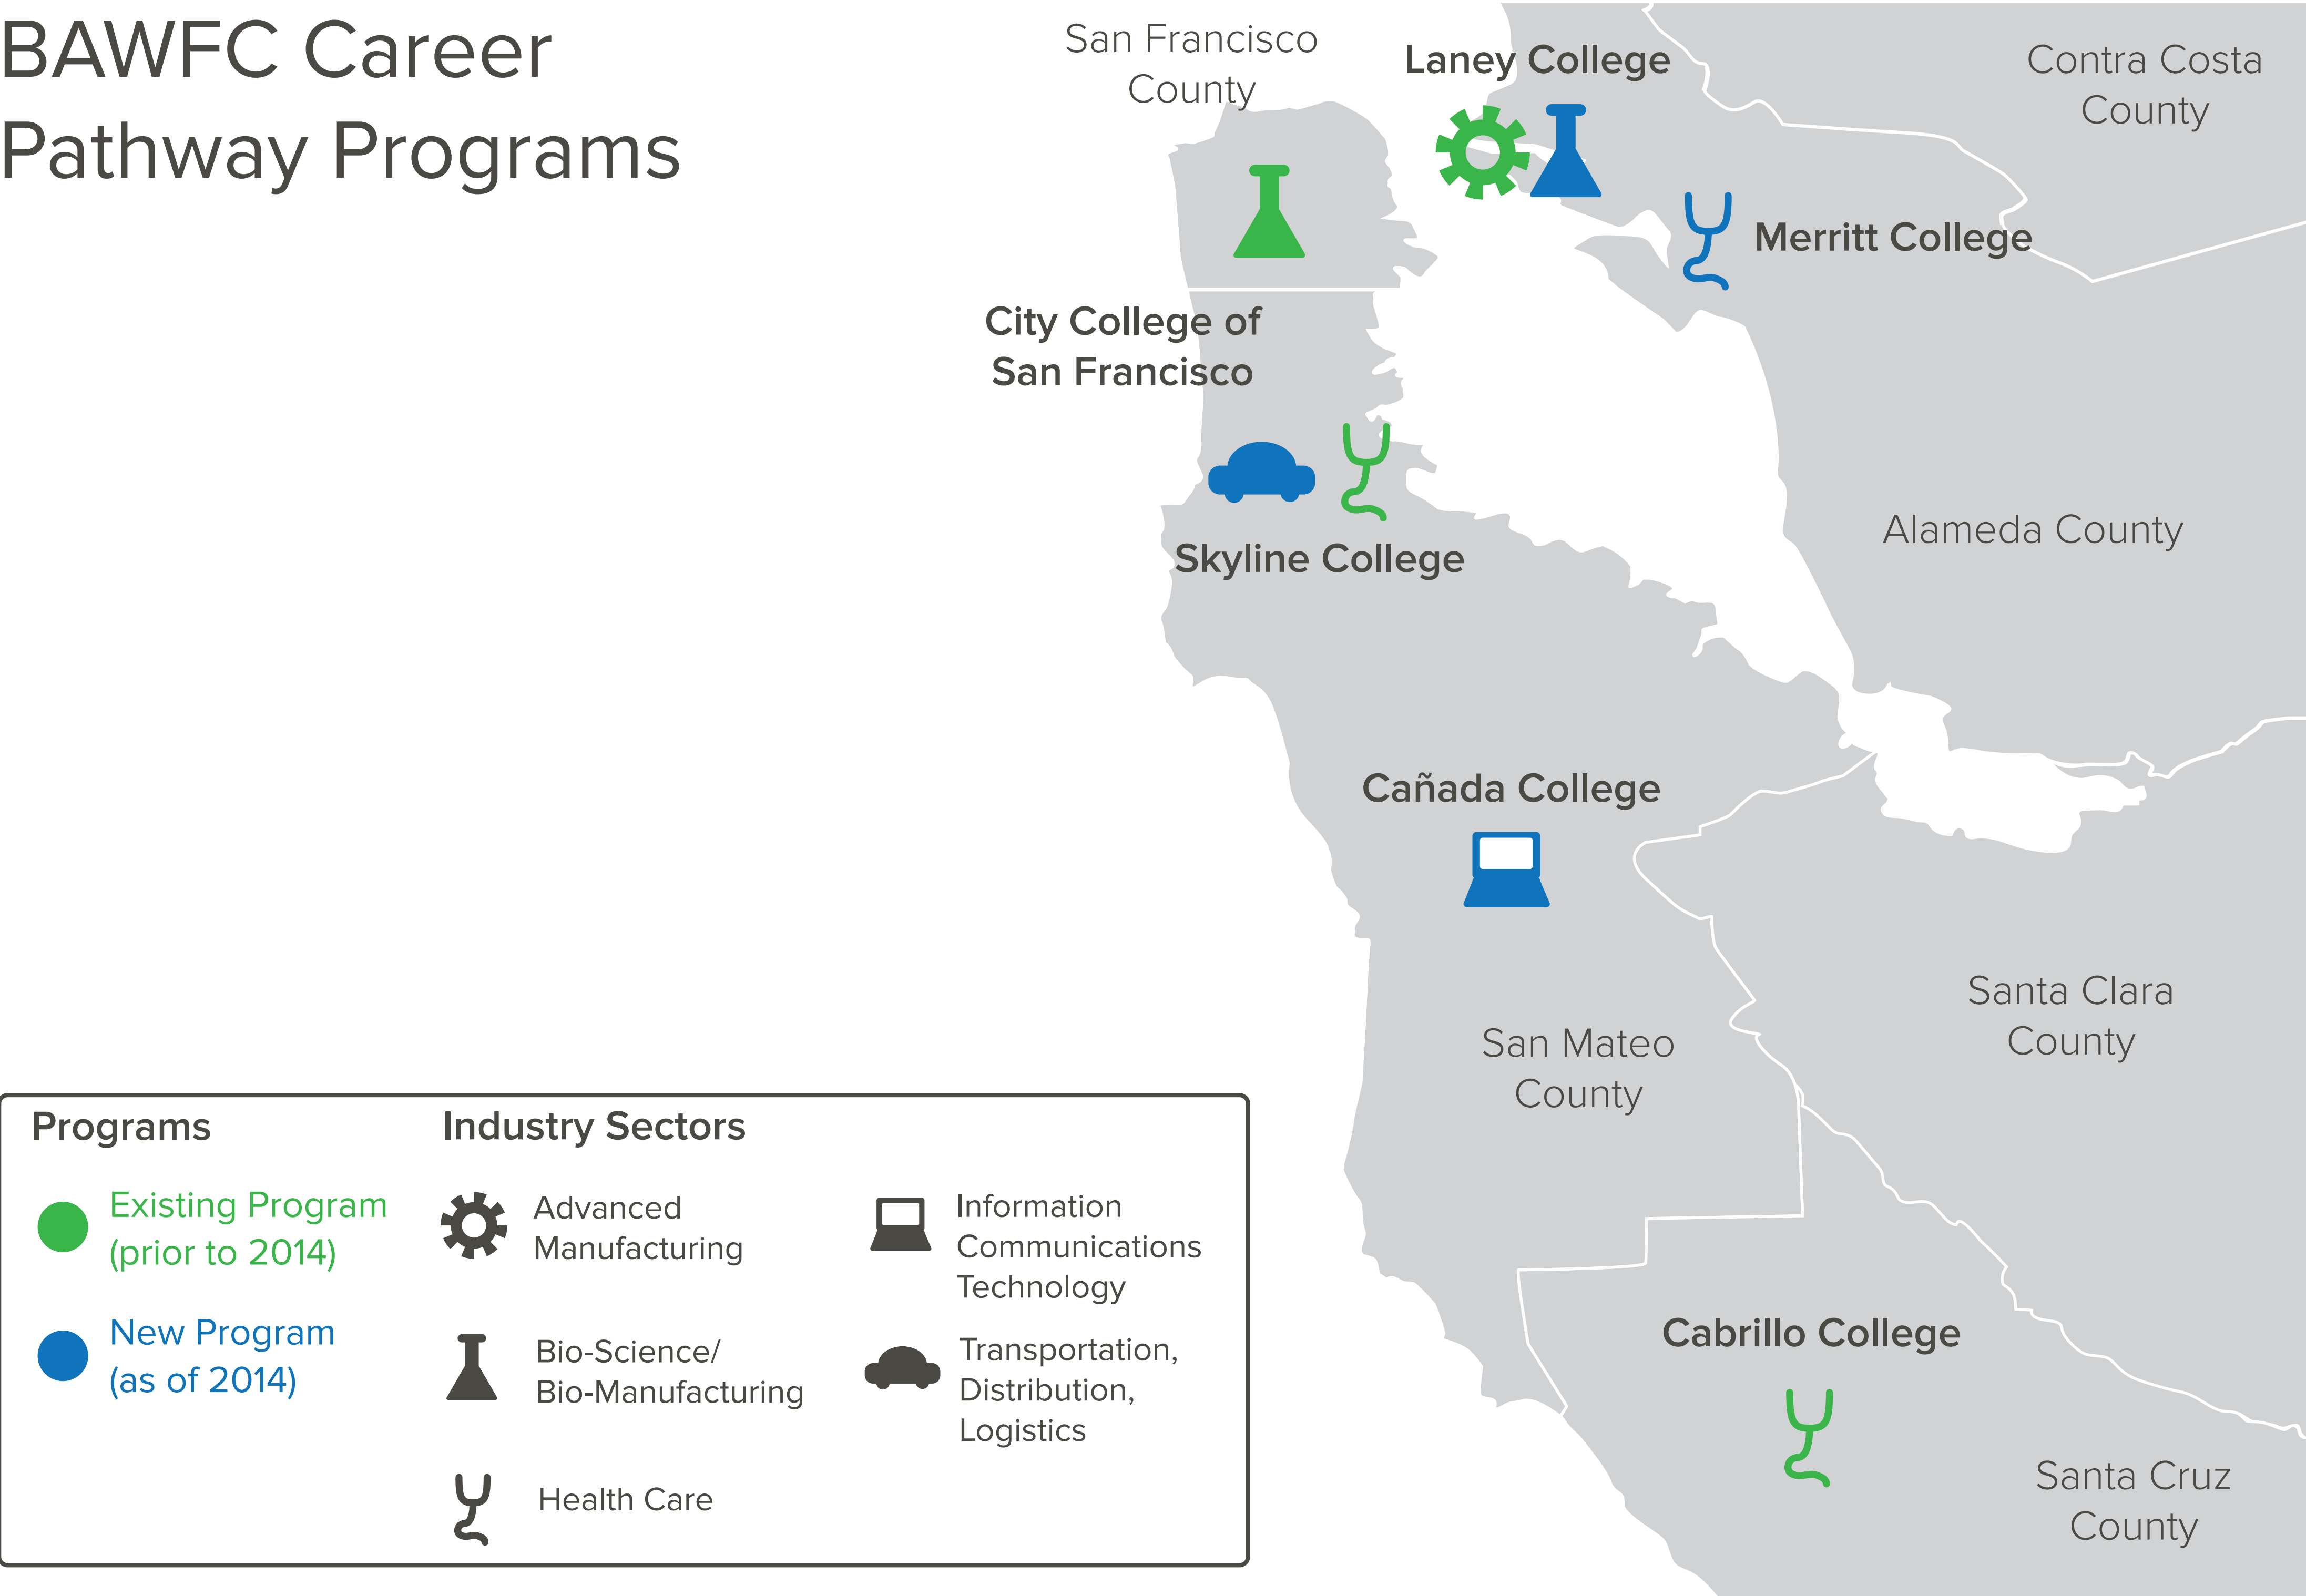 BAWFC Career
Pathway Programs
San Francisco
County
Laney College
Contra Costa
County
Merritt College
City College of
San Francisco
Alameda County
Skyline College
Cañada College
Santa Clara
County
San Mateo
County
Cabrillo College
Santa Cruz
County
Programs
Existing Program
(prior to 2014)
New Program
(as of 2014)
Industry Sectors
Advanced
Manufacturing
Bio-Science/
Bio-Manufacturing
Health Care
Information
Communications
Technology
Transportation,
Distribution,
Logistics